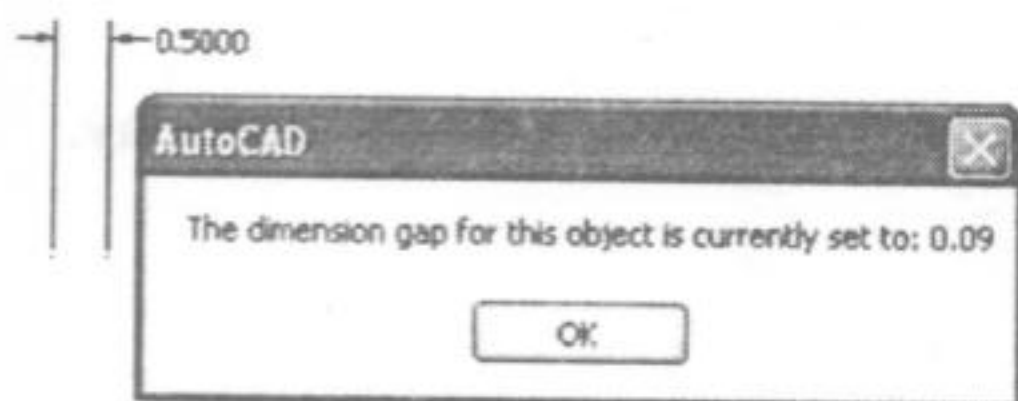 0.5000
AutoCAD
The dimension gap for this object is currently set to: 0.09
OK